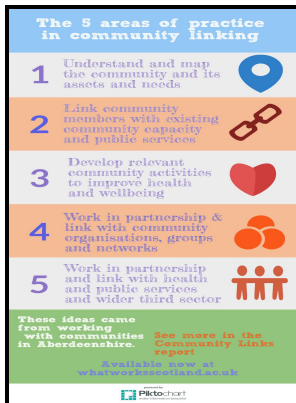 The 5 areas of practice
in community linking
1
Understand and map
the community and its
assets and needs
2
Link community
members with existing
community capacity
and public services
3
Develop relevant
community activities
to improve health
and wellbeing
4
Work in partnership &
link with community
organisations, groups
and networks
5
Work in partnership
and link with health
and public services
and wider third sector
These ideas came
from working
with communities
in Aberdeenshire.
See more in the
Community Links
report
Available now at
whatworksscotland.ac.uk
powered by
Piktochart